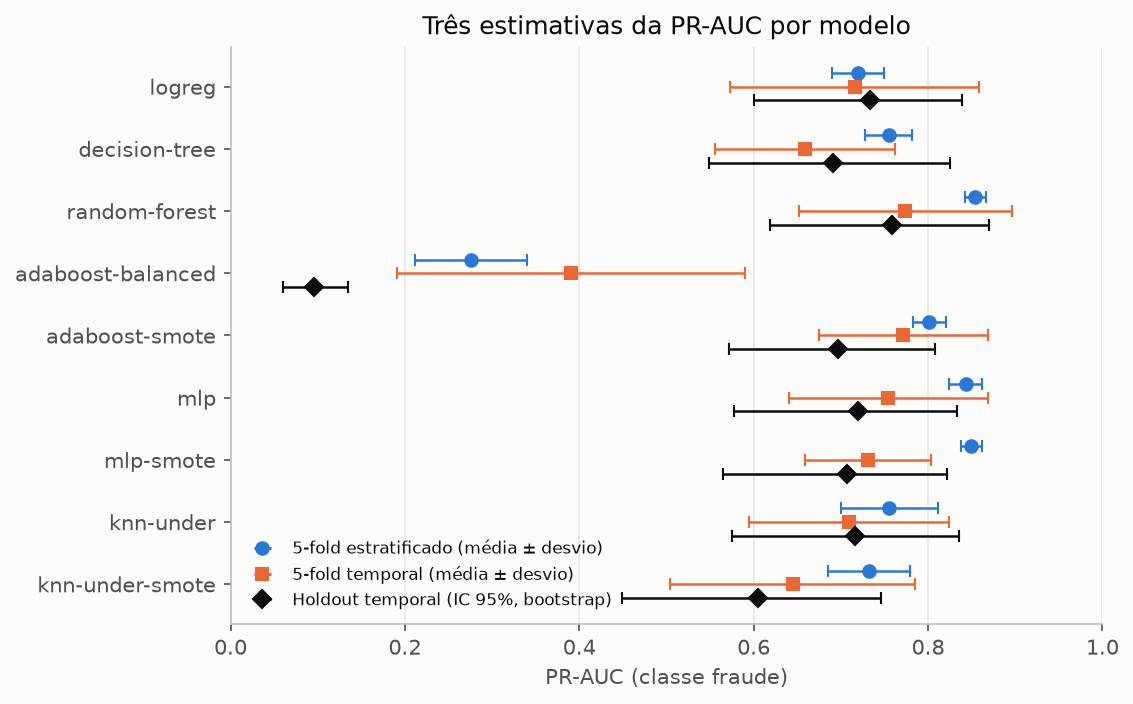 Três estimativas da PR-AUC por modelo
logreg
decision-tree
random-forest
adaboost-balanced
adaboost-smote
mlp
mlp-smote
knn-under
knn-under-smote
5-fold estratificado (média ± desvio)
5-fold temporal (média ± desvio)
Holdout temporal (IC 95%, bootstrap)
0.0 0.2 0.4 0.6 0.8 1.0
PR-AUC (classe fraude)